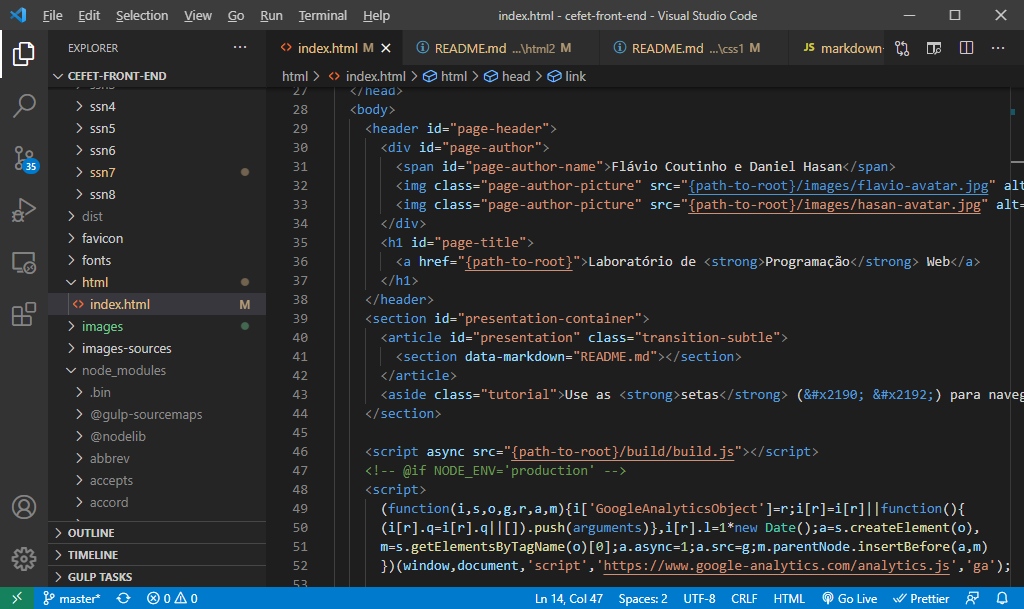 File Edit Selection View Go Run Terminal Help index.html - cefet-front-end - Visual Studio Code
EXPLORER ···
index.html M README.md ...\html2 M README.md ...\css1 M JS markdown-
CEFET-FRONT-END
html > index.html > html > head > link
ssn4
ssn5
ssn6
ssn7
ssn8
dist
favicon
fonts
html
index.html M
images
images-sources
node_modules
.bin
@gulp-sourcemaps
@nodelib
abbrev
accepts
accord
OUTLINE
TIMELINE
GULP TASKS
35
27 </head>
28 <body>
29 <header id="page-header">
30 <div id="page-author">
31 <span id="page-author-name">Flávio Coutinho e Daniel Hasan</span>
32 <img class="page-author-picture" src="{path-to-root}/images/flavio-avatar.jpg" alt
33 <img class="page-author-picture" src="{path-to-root}/images/hasan-avatar.jpg" alt=
34 </div>
35 <h1 id="page-title">
36 <a href="{path-to-root}">Laboratório de <strong>Programação</strong> Web</a>
37 </h1>
38 </header>
39 <section id="presentation-container">
40 <article id="presentation" class="transition-subtle">
41 <section data-markdown="README.md"></section>
42 </article>
43 <aside class="tutorial">Use as <strong>setas</strong> (&#x2190; &#x2192;) para naveg
44 </section>
45
46 <script async src="{path-to-root}/build/build.js"></script>
47 <!-- @if NODE_ENV='production' -->
48 <script>
49 (function(i,s,o,g,r,a,m){i['GoogleAnalyticsObject']=r;i[r]=i[r]||function(){
50 (i[r].q=i[r].q||[]).push(arguments)},i[r].l=1*new Date();a=s.createElement(o),
51 m=s.getElementsByTagName(o)[0];a.async=1;a.src=g;m.parentNode.insertBefore(a,m)
52 })(window,document,'script','https://www.google-analytics.com/analytics.js','ga');
53
master* 0 0 Ln 14, Col 47 Spaces: 2 UTF-8 CRLF HTML Go Live Prettier